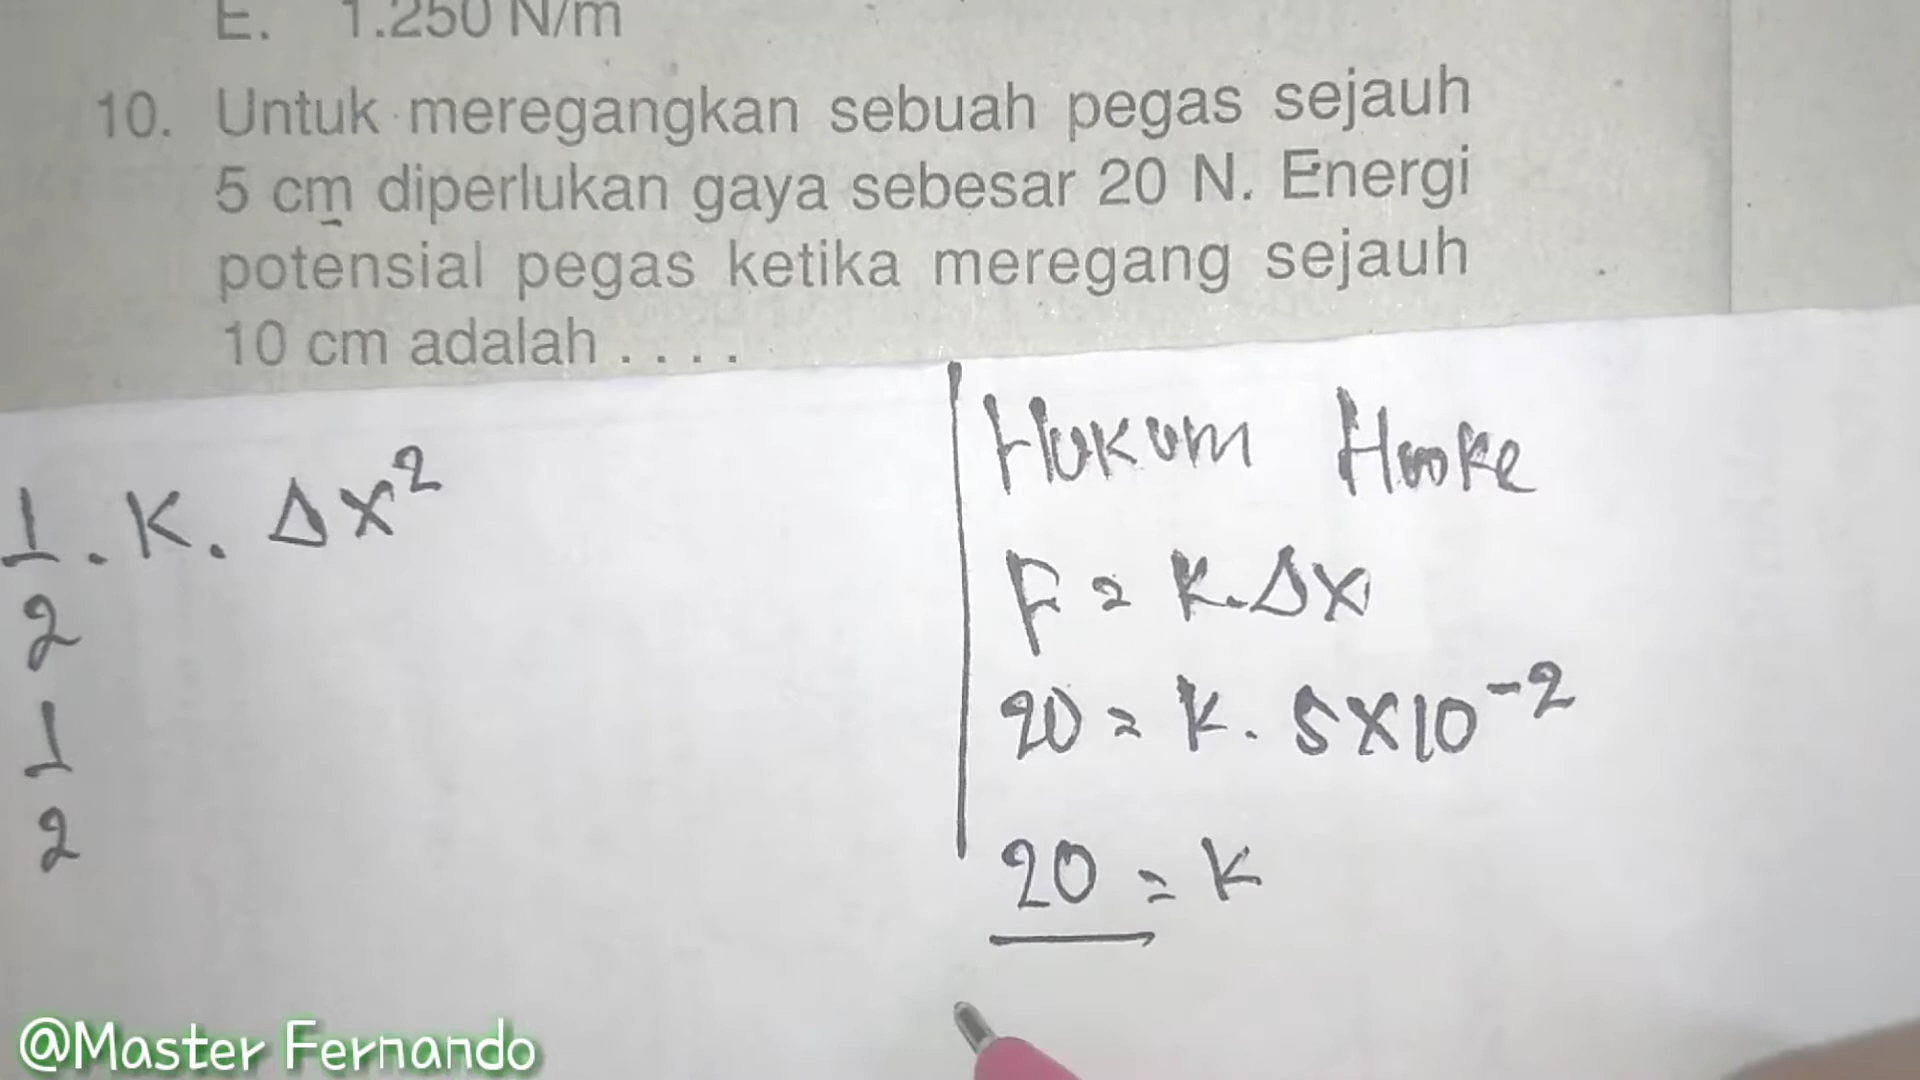 E. 1.250 N/m
10. Untuk meregangkan sebuah pegas sejauh
5 cm diperlukan gaya sebesar 20 N. Energi
potensial pegas ketika meregang sejauh
10 cm adalah . . . .
1/2 . K . Δx²
1/2
Hukum Hooke
F = K.Δx
20 = K. 5x10⁻²
20 = K
@Master Fernando